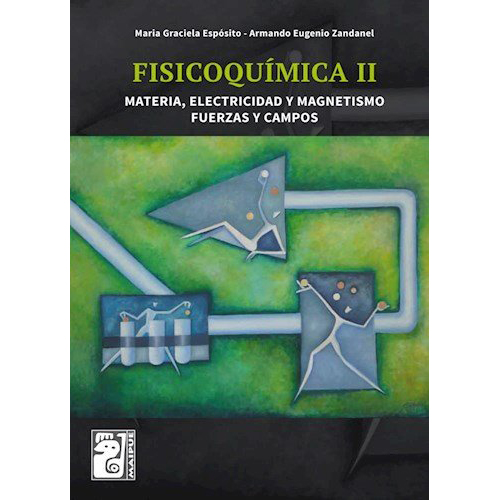 Maria Graciela Espósito - Armando Eugenio Zandanel
FISICOQUÍMICA II
MATERIA, ELECTRICIDAD Y MAGNETISMO
FUERZAS Y CAMPOS
MAIPUE